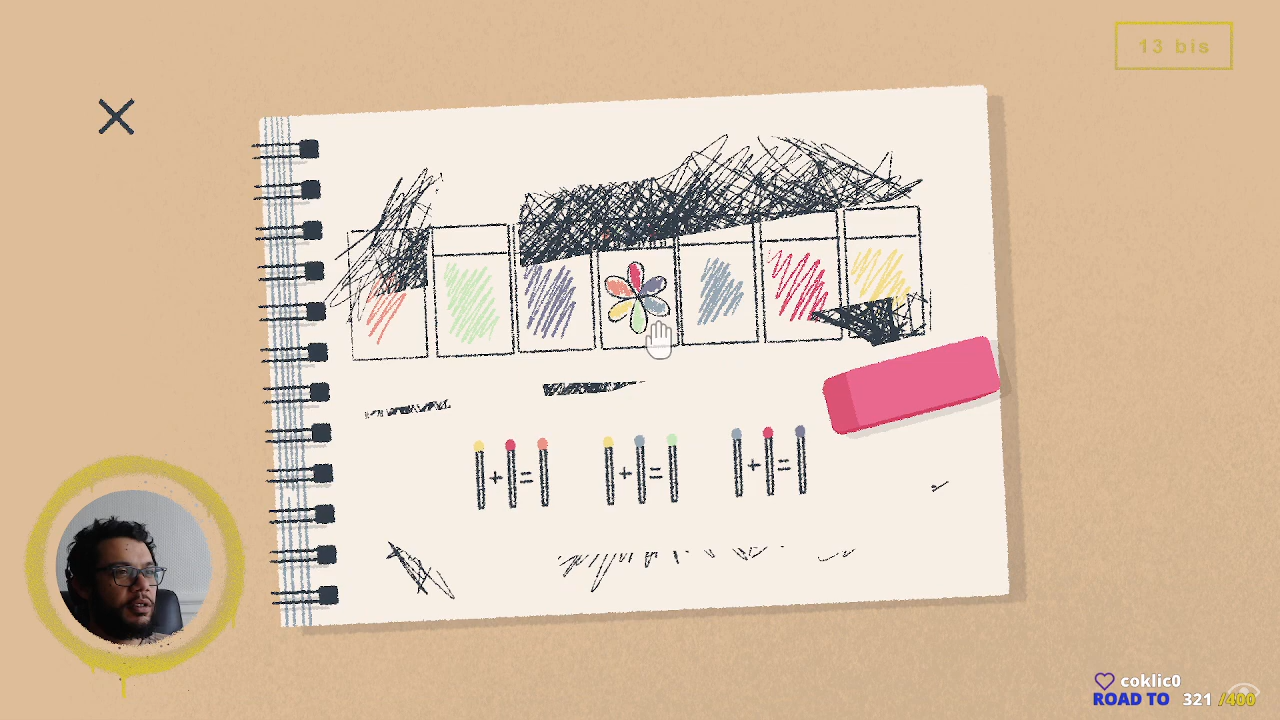 13 bis
+ =
+ =
+ =
coklic0
ROAD TO 321 /400